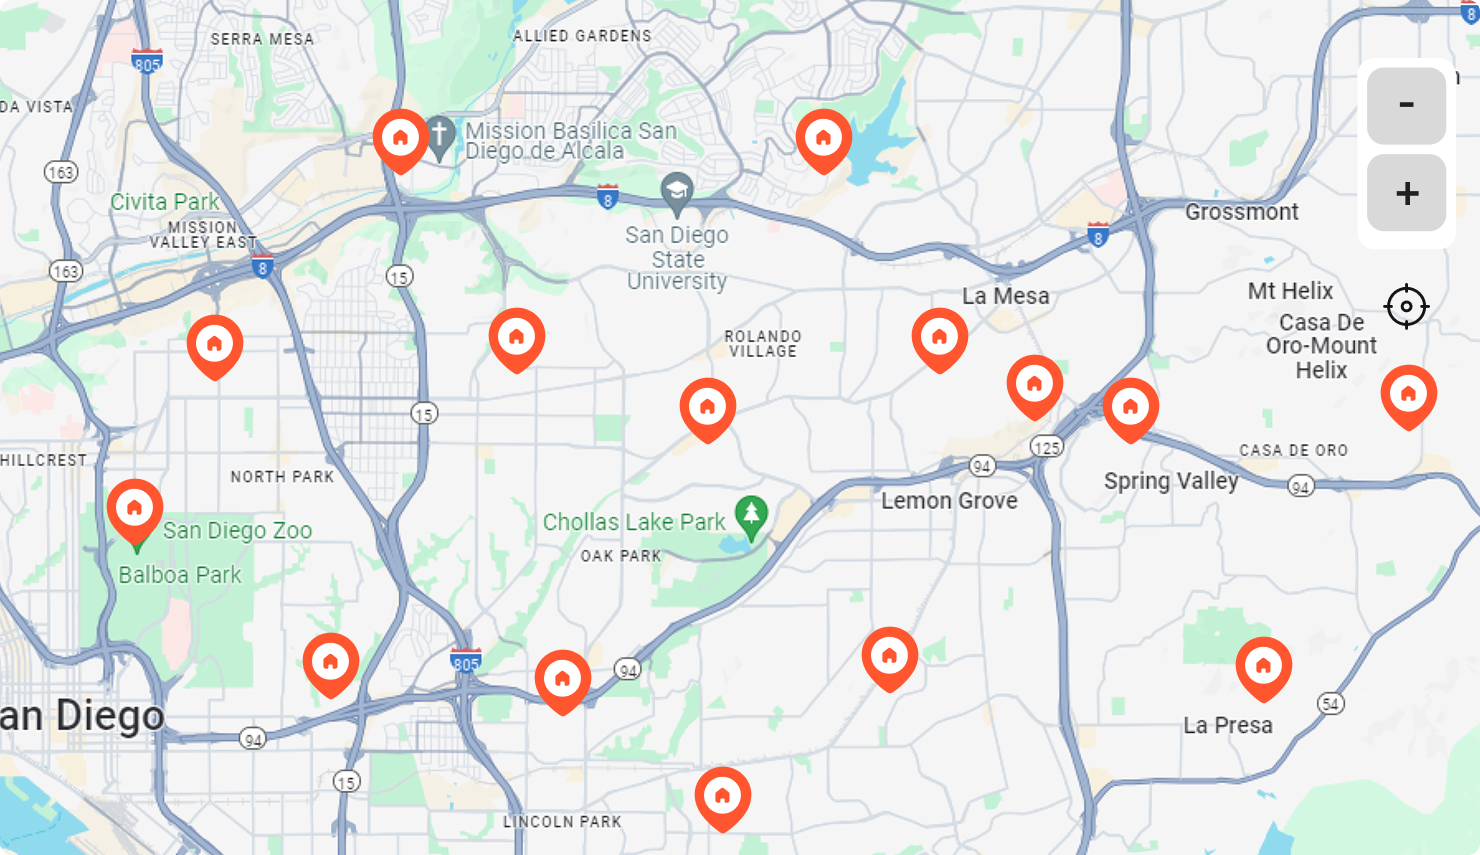 SERRA MESA
ALLIED GARDENS
8
805
-
DA VISTA
Mission Basilica San
Diego de Alcala
163
+
8
Civita Park
Grossmont
MISSION
VALLEY EAST
8
San Diego
State
University
8
163
15
La Mesa
Mt Helix
Casa De
Oro-Mount
Helix
ROLANDO
VILLAGE
15
125
CASA DE ORO
HILLCREST
NORTH PARK
94
Spring Valley
94
Lemon Grove
San Diego Zoo
Chollas Lake Park
OAK PARK
Balboa Park
805
94
54
an Diego
La Presa
94
15
LINCOLN PARK